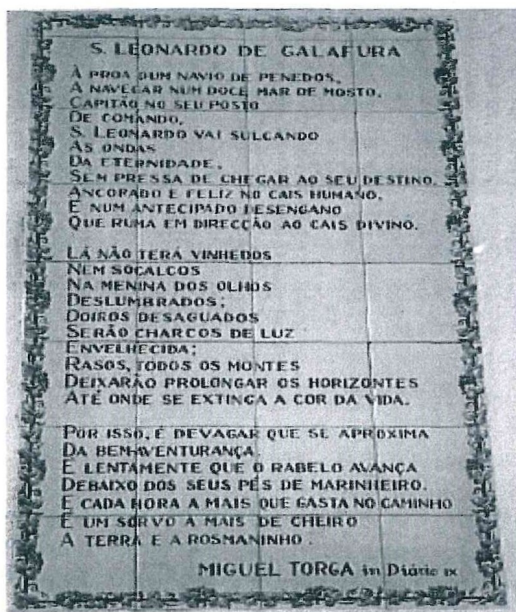 S. LEONARDO DE GALAFURA
À PROA DUM NAVIO DE PENEDOS,
A NAVEGAR NUM DOCE MAR DE MOSTO,
CAPITÃO NO SEU POSTO
DE COMANDO,
S. LEONARDO VAI SULCANDO
AS ONDAS
DA ETERNIDADE,
SEM PRESSA DE CHEGAR AO SEU DESTINO.
ANCORADO E FELIZ NO CAIS HUMANO,
É NUM ANTECIPADO DESENGANO
QUE RUMA EM DIRECÇÃO AO CAIS DIVINO.
LÁ NÃO TERÁ VINHEDOS
NEM SOCALCOS
NA MENINA DOS OLHOS
DESLUMBRADOS;
DOIROS DESAGUADOS
SERÃO CHARCOS DE LUZ
ENVELHECIDA;
RASOS, TODOS OS MONTES
DEIXARÃO PROLONGAR OS HORIZONTES
ATÉ ONDE SE EXTINGA A COR DA VIDA.
POR ISSO, É DEVAGAR QUE SE APROXIMA
DA BEM-AVENTURANÇA.
É LENTAMENTE QUE O RABELO AVANÇA
DEBAIXO DOS SEUS PÉS DE MARINHEIRO.
E CADA HORA A MAIS QUE GASTA NO CAMINHO
É UM SORVO A MAIS DE CHEIRO
A TERRA E A ROSMANINHO.
MIGUEL TORGA in Diário IX